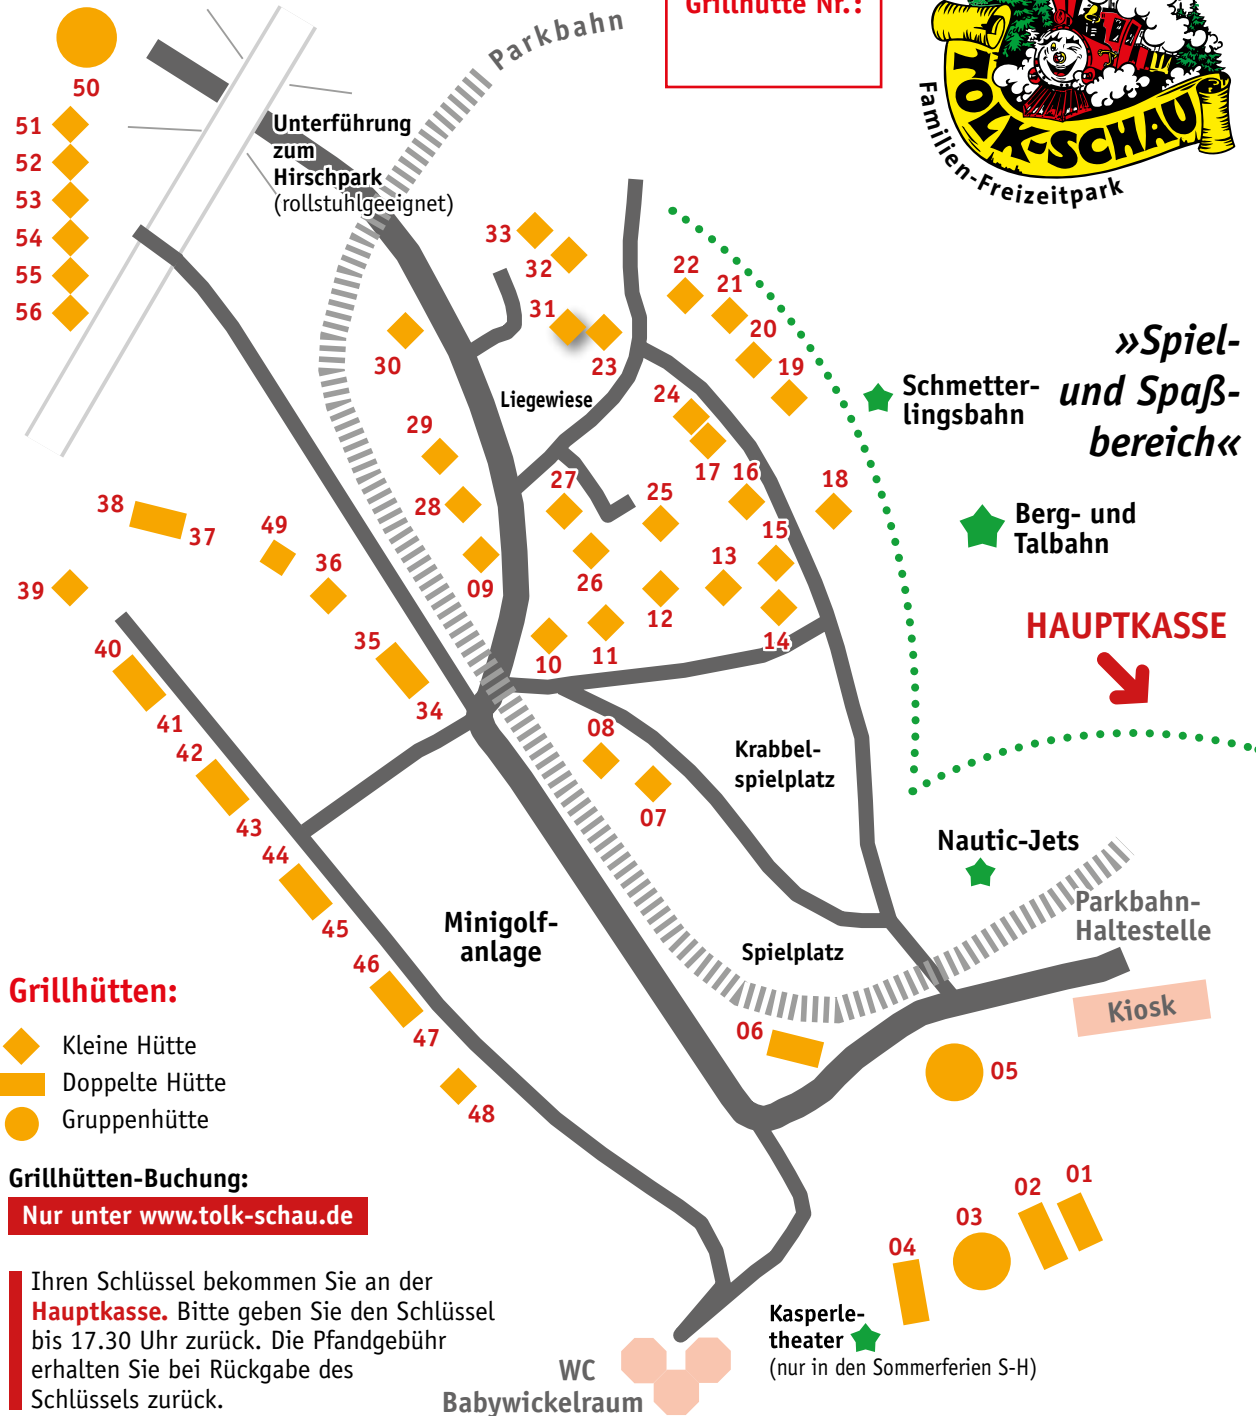 Grillhütte Nr.:
Parkbahn
TOLK-SCHAU
Familien-Freizeitpark
50
51
52
53
54
55
56
Unterführung
zum
Hirschpark
(rollstuhlgeeignet)
33
32
31
23
30
22
21
20
19
24
17
16
18
15
Liegewiese
29
28
09
27
25
26
13
12
14
10
11
»Spiel-
und Spaß-
bereich«
Schmetter-
lingsbahn
Berg- und
Talbahn
HAUPTKASSE
38
37
49
36
39
35
34
40
41
42
43
44
45
46
47
48
08
07
Krabbel-
spielplatz
Nautic-Jets
Parkbahn-
Haltestelle
Kiosk
Minigolf-
anlage
Spielplatz
06
05
Grillhütten:
Kleine Hütte
Doppelte Hütte
Gruppenhütte
Grillhütten-Buchung:
Nur unter www.tolk-schau.de
Ihren Schlüssel bekommen Sie an der
Hauptkasse. Bitte geben Sie den Schlüssel
bis 17.30 Uhr zurück. Die Pfandgebühr
erhalten Sie bei Rückgabe des
Schlüssels zurück.
01
02
03
04
Kasperle-
theater
(nur in den Sommerferien S-H)
WC
Babywickelraum